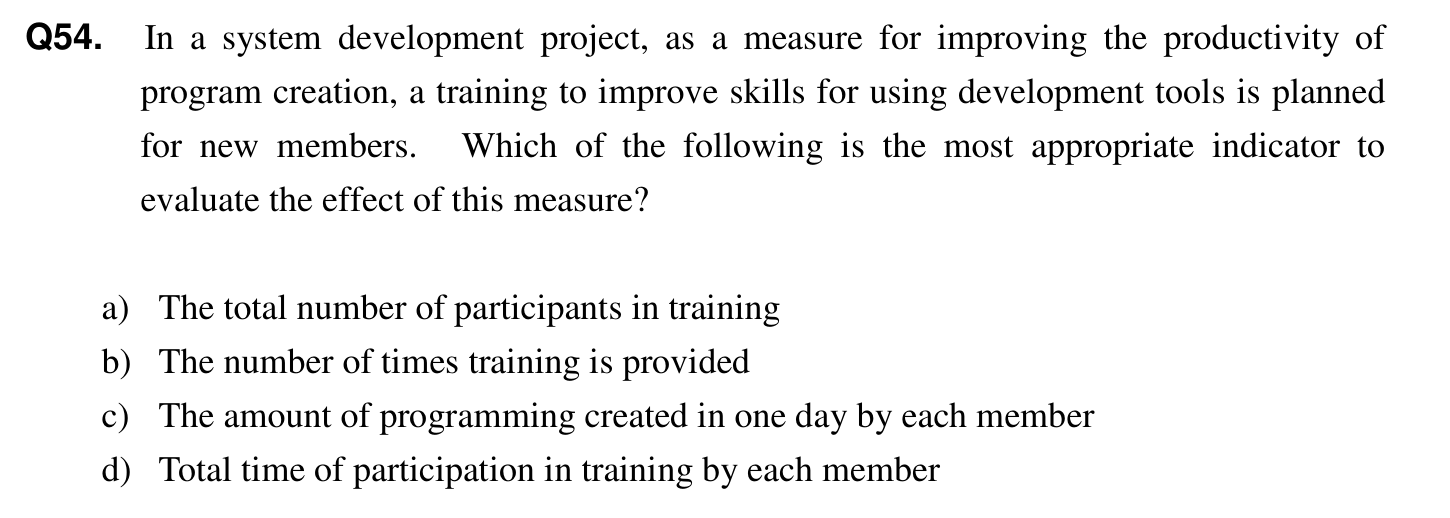 Q54. In a system development project, as a measure for improving the productivity of
program creation, a training to improve skills for using development tools is planned
for new members. Which of the following is the most appropriate indicator to
evaluate the effect of this measure?
a) The total number of participants in training
b) The number of times training is provided
c) The amount of programming created in one day by each member
d) Total time of participation in training by each member